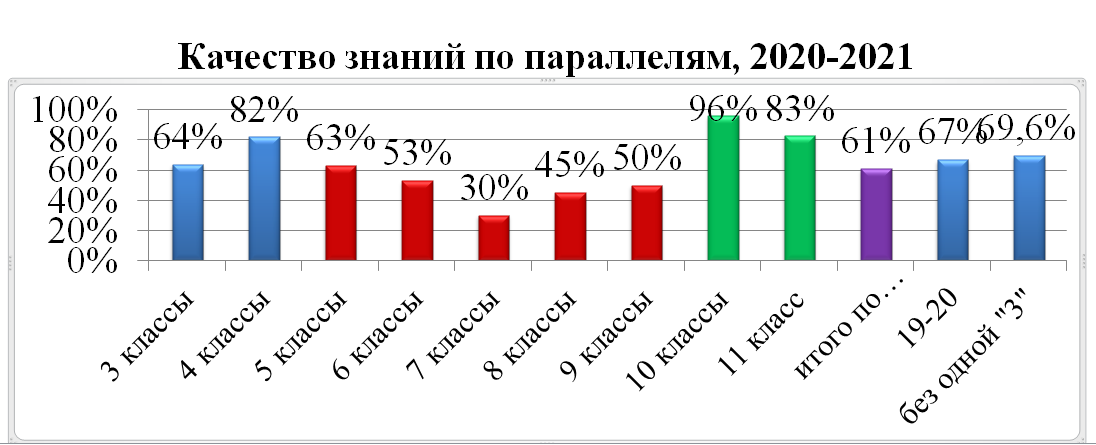 Качество знаний по параллелям, 2020-2021
100%
80%
60%
40%
20%
0%
64%
82%
63%
53%
30%
45%
50%
96%
83%
61%
67%
69,6%
3 классы
4 классы
5 классы
6 классы
7 классы
8 классы
9 классы
10 классы
11 класс
итого по…
19-20
без одной "3"